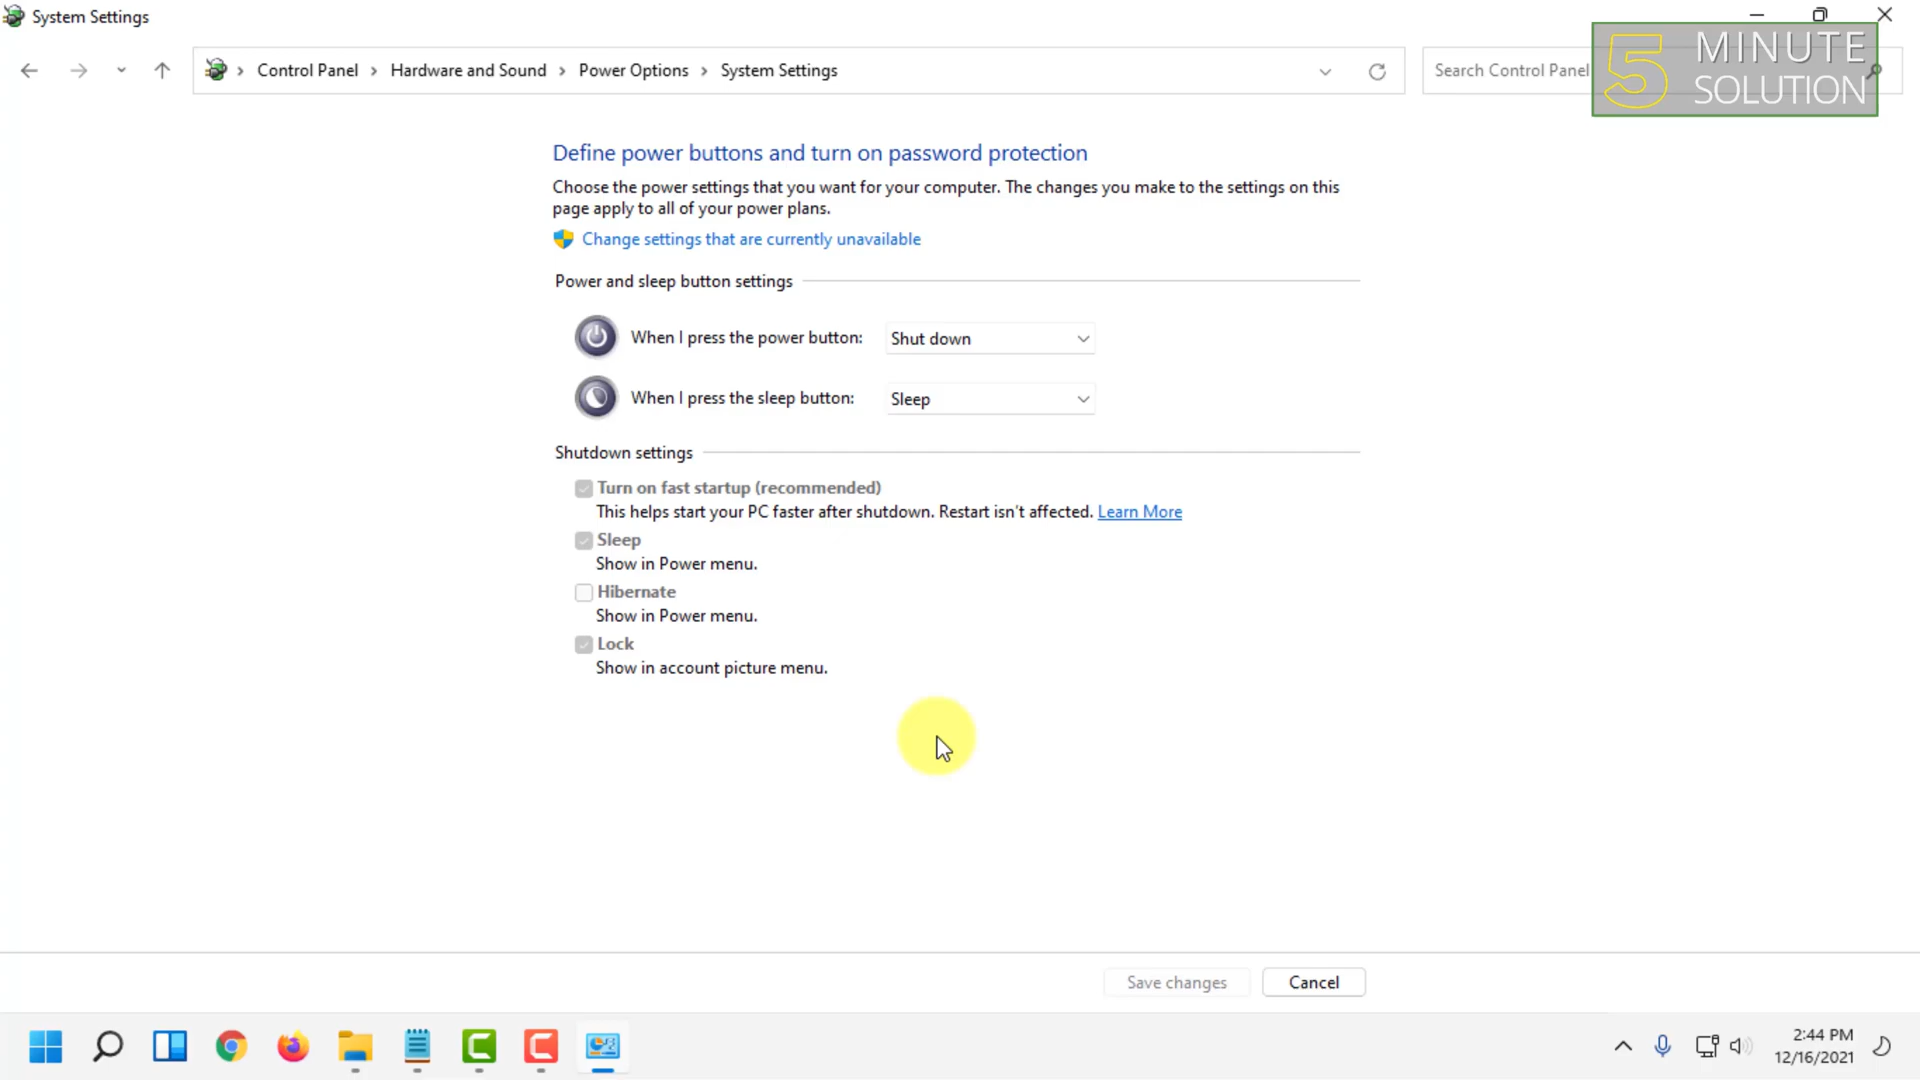 System Settings
Control Panel > Hardware and Sound > Power Options > System Settings
Search Control Panel
5 MINUTE
SOLUTION
Define power buttons and turn on password protection
Choose the power settings that you want for your computer. The changes you make to the settings on this
page apply to all of your power plans.
Change settings that are currently unavailable
Power and sleep button settings
When I press the power button: Shut down
When I press the sleep button: Sleep
Shutdown settings
Turn on fast startup (recommended)
This helps start your PC faster after shutdown. Restart isn't affected. Learn More
Sleep
Show in Power menu.
Hibernate
Show in Power menu.
Lock
Show in account picture menu.
Save changes Cancel
2:44 PM
12/16/2021